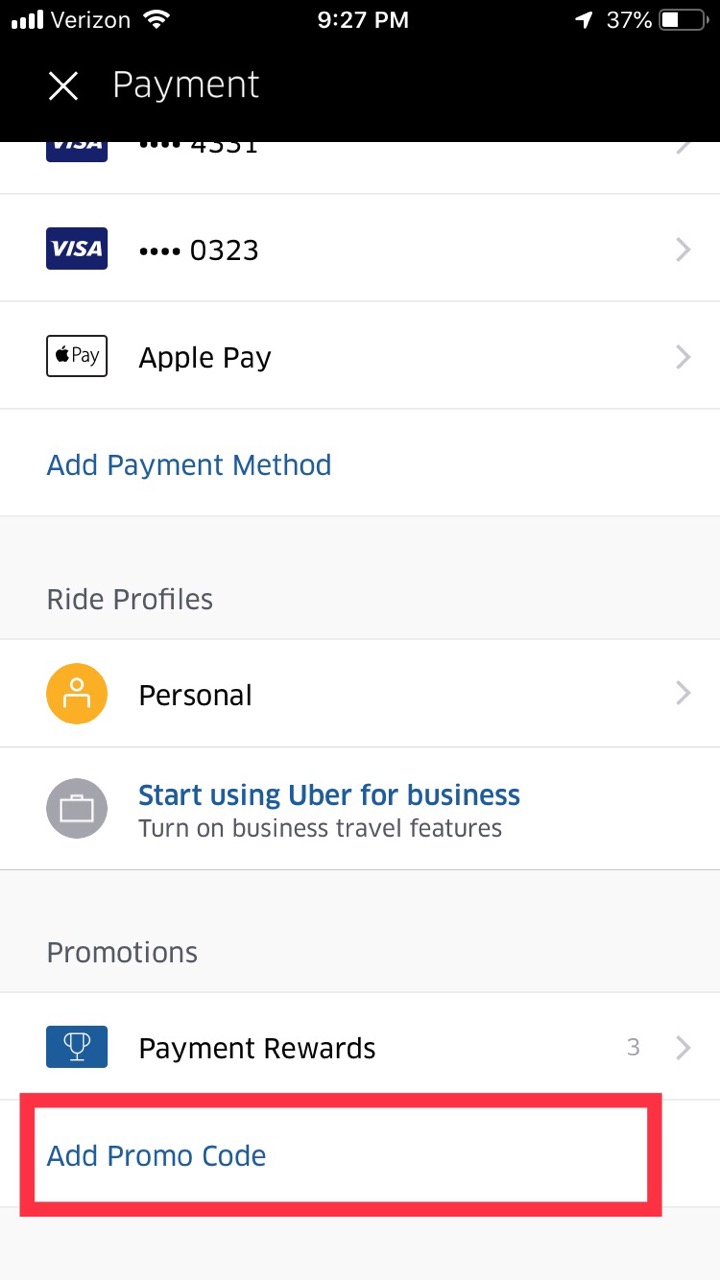 Verizon 9:27 PM 37%
Payment
VISA •••• 4331
VISA •••• 0323
Pay Apple Pay
Add Payment Method
Ride Profiles
Personal
Start using Uber for business
Turn on business travel features
Promotions
Payment Rewards 3
Add Promo Code